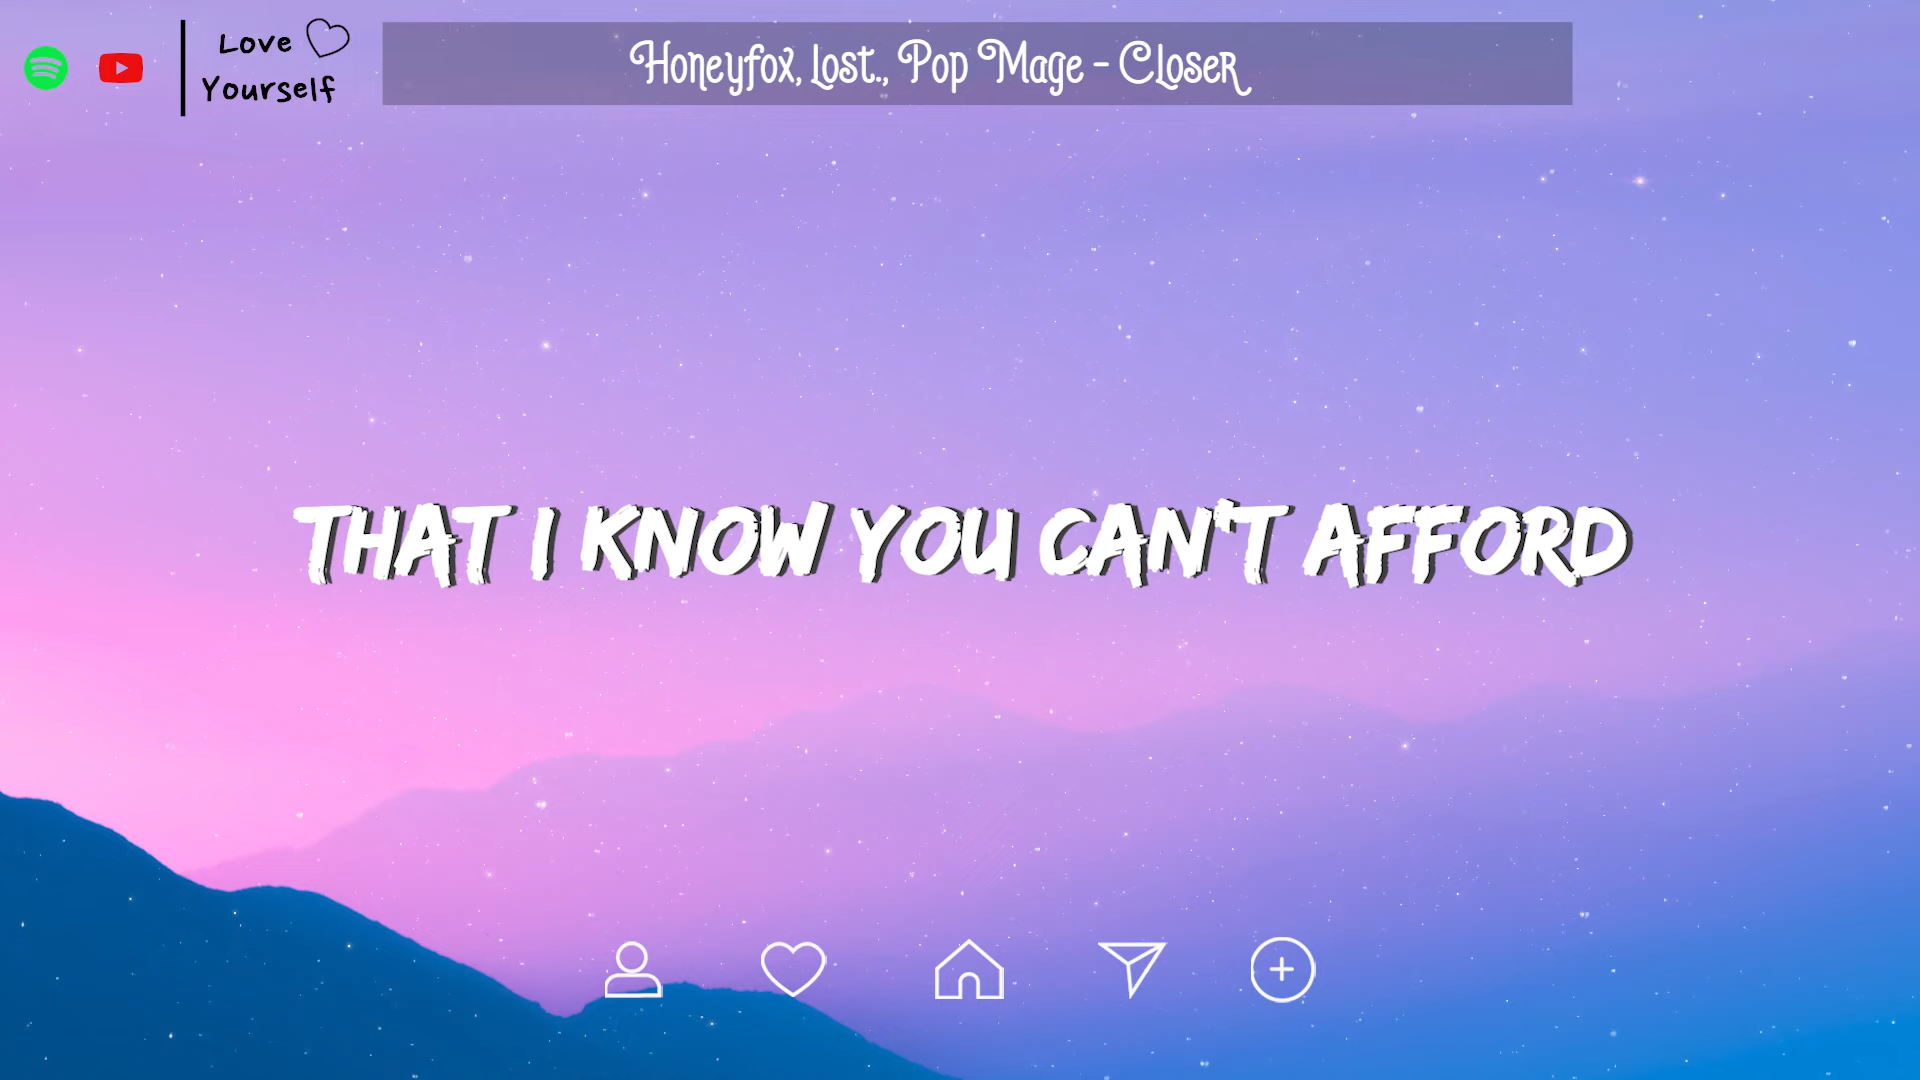 Love
Yourself
Honeyfox, Lost., Pop Mage - Closer
THAT I KNOW YOU CAN'T AFFORD